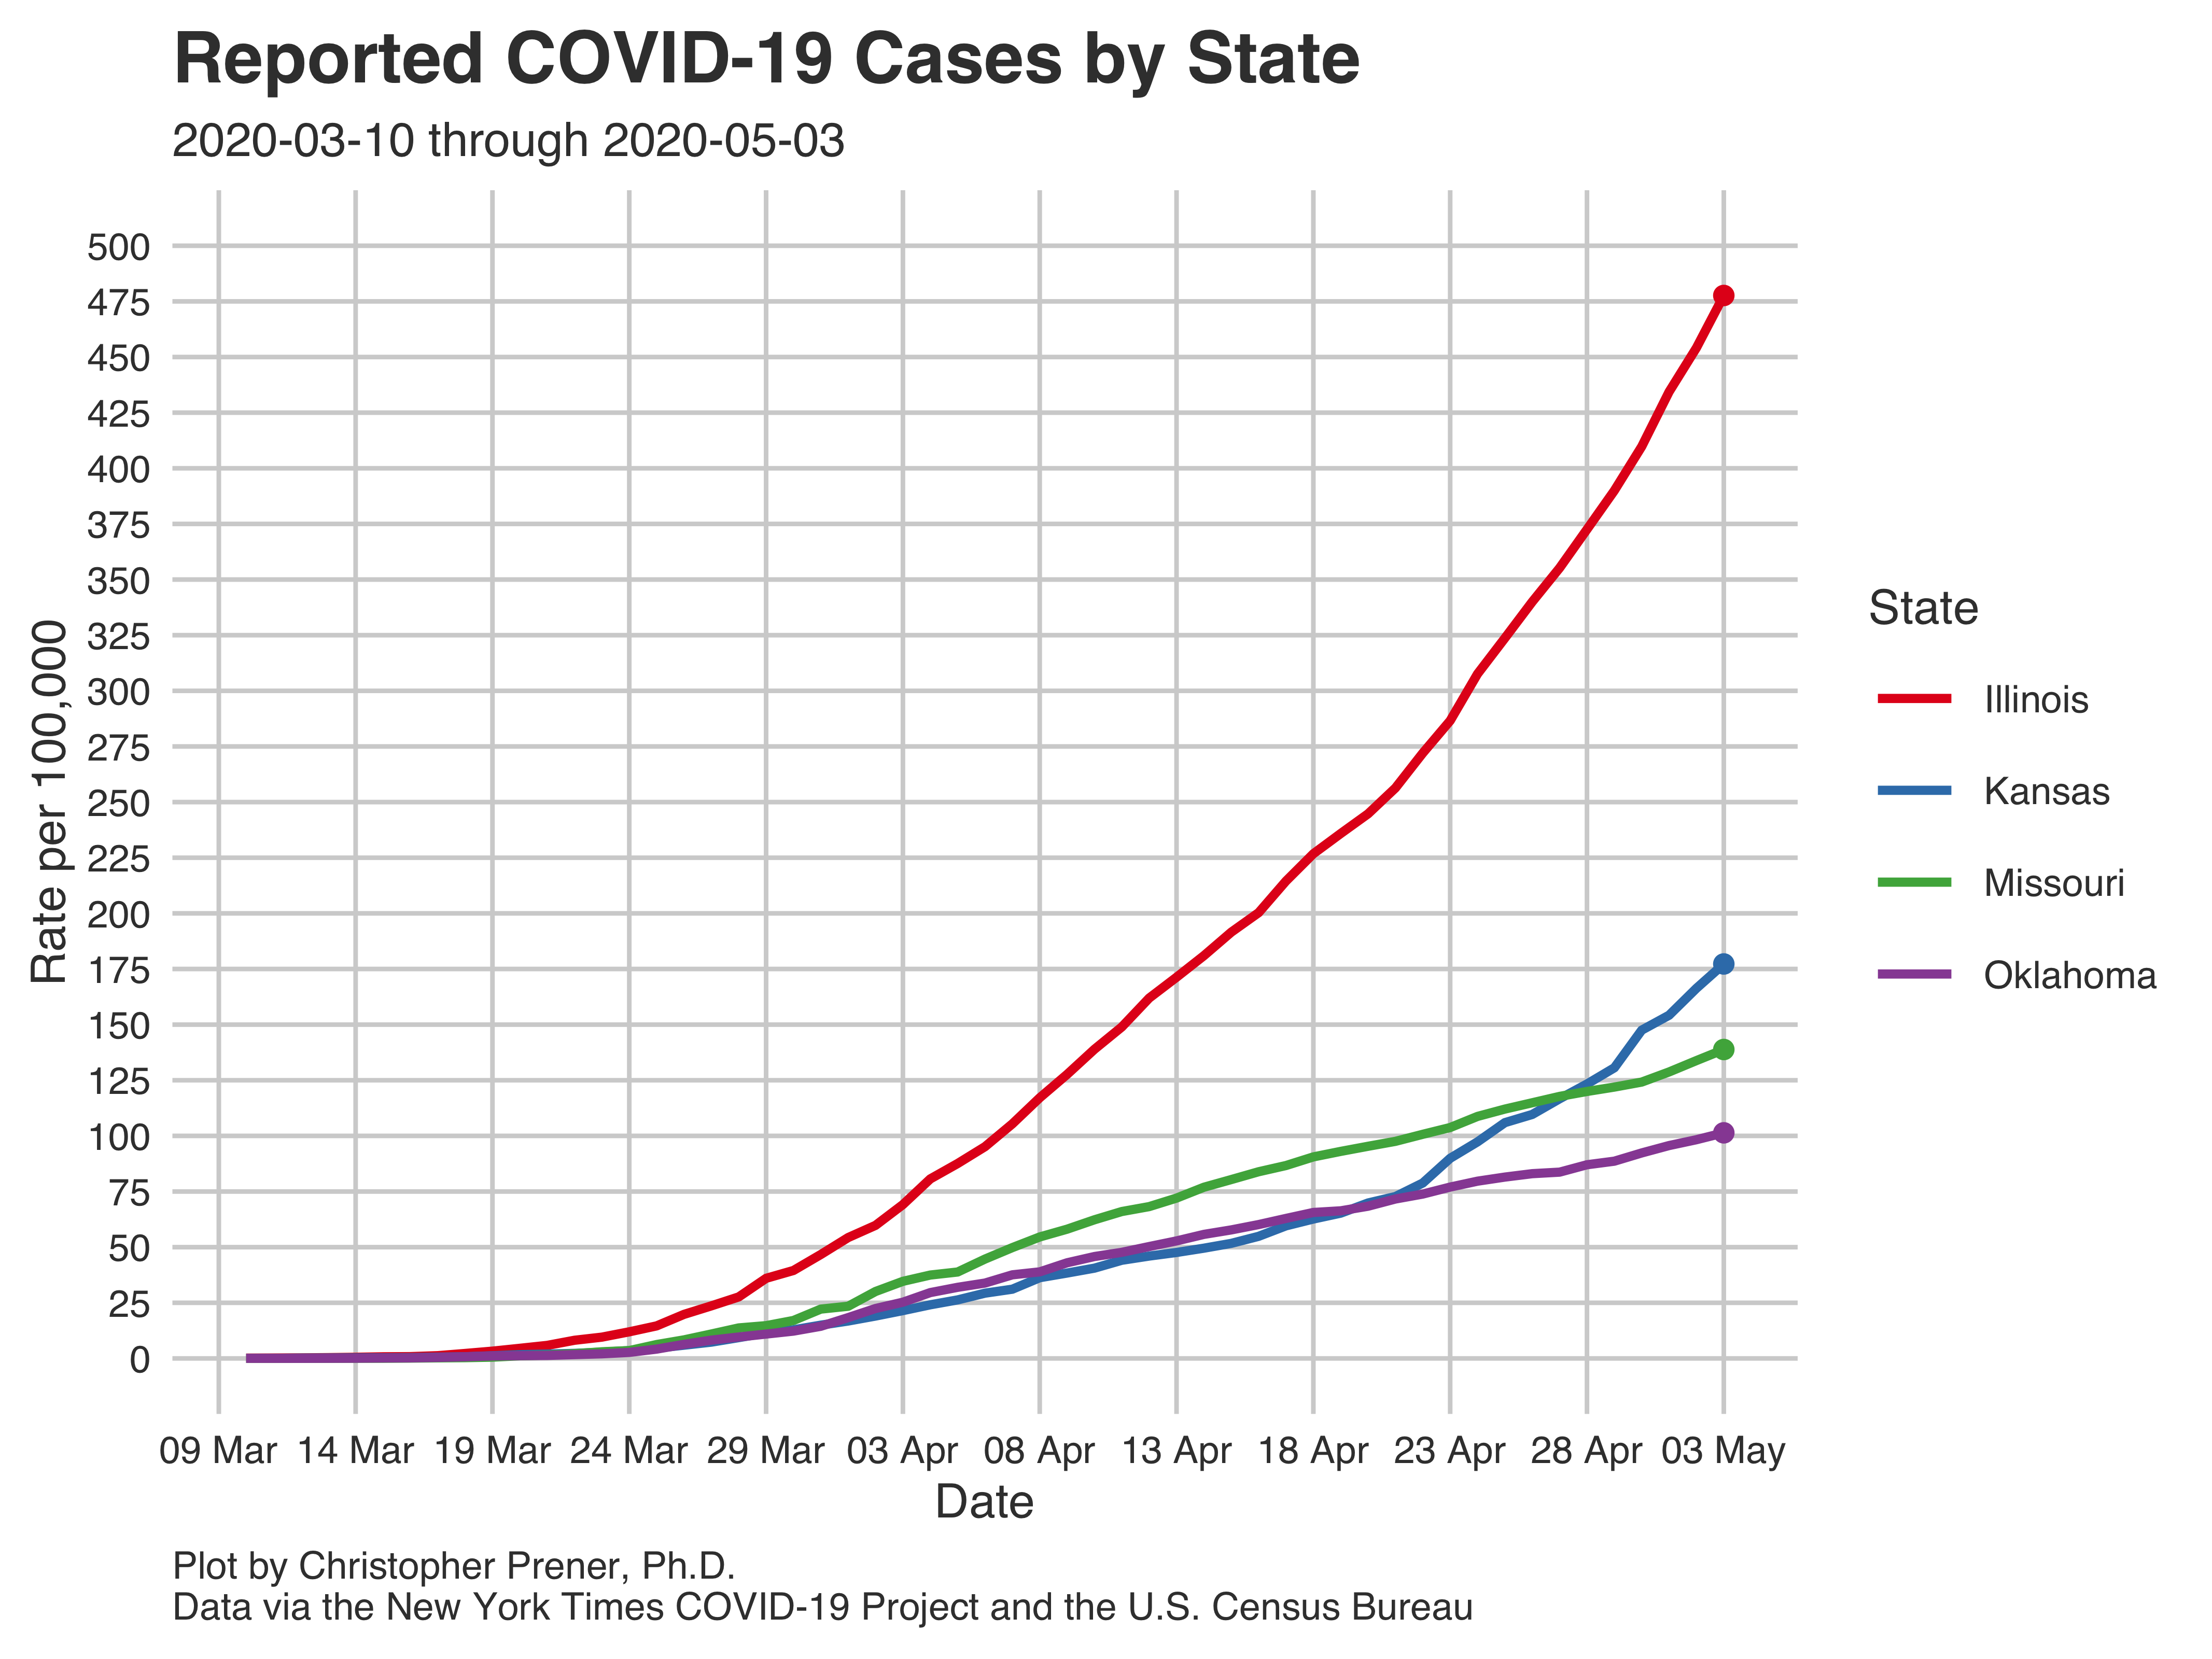 Reported COVID-19 Cases by State
2020-03-10 through 2020-05-03
Rate per 100,000
500
475
450
425
400
375
350
325
300
275
250
225
200
175
150
125
100
75
50
25
0
09 Mar 14 Mar 19 Mar 24 Mar 29 Mar 03 Apr 08 Apr 13 Apr 18 Apr 23 Apr 28 Apr 03 May
Date
State
Illinois
Kansas
Missouri
Oklahoma
Plot by Christopher Prener, Ph.D.
Data via the New York Times COVID-19 Project and the U.S. Census Bureau